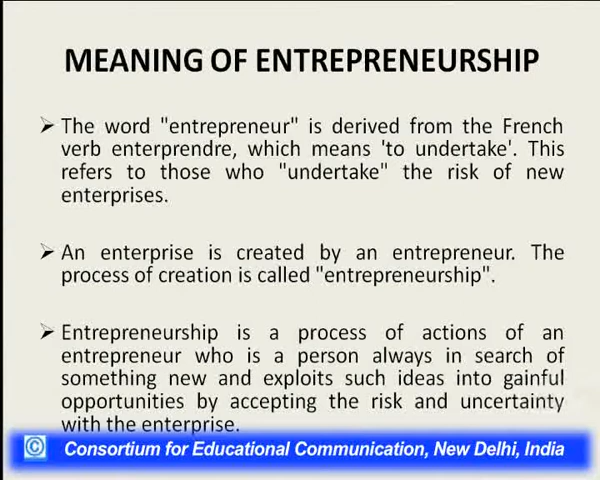 MEANING OF ENTREPRENEURSHIP
➢ The word "entrepreneur" is derived from the French
verb enterprendre, which means 'to undertake'. This
refers to those who "undertake" the risk of new
enterprises.
➢ An enterprise is created by an entrepreneur. The
process of creation is called "entrepreneurship".
➢ Entrepreneurship is a process of actions of an
entrepreneur who is a person always in search of
something new and exploits such ideas into gainful
opportunities by accepting the risk and uncertainty
with the enterprise.
© Consortium for Educational Communication, New Delhi, India